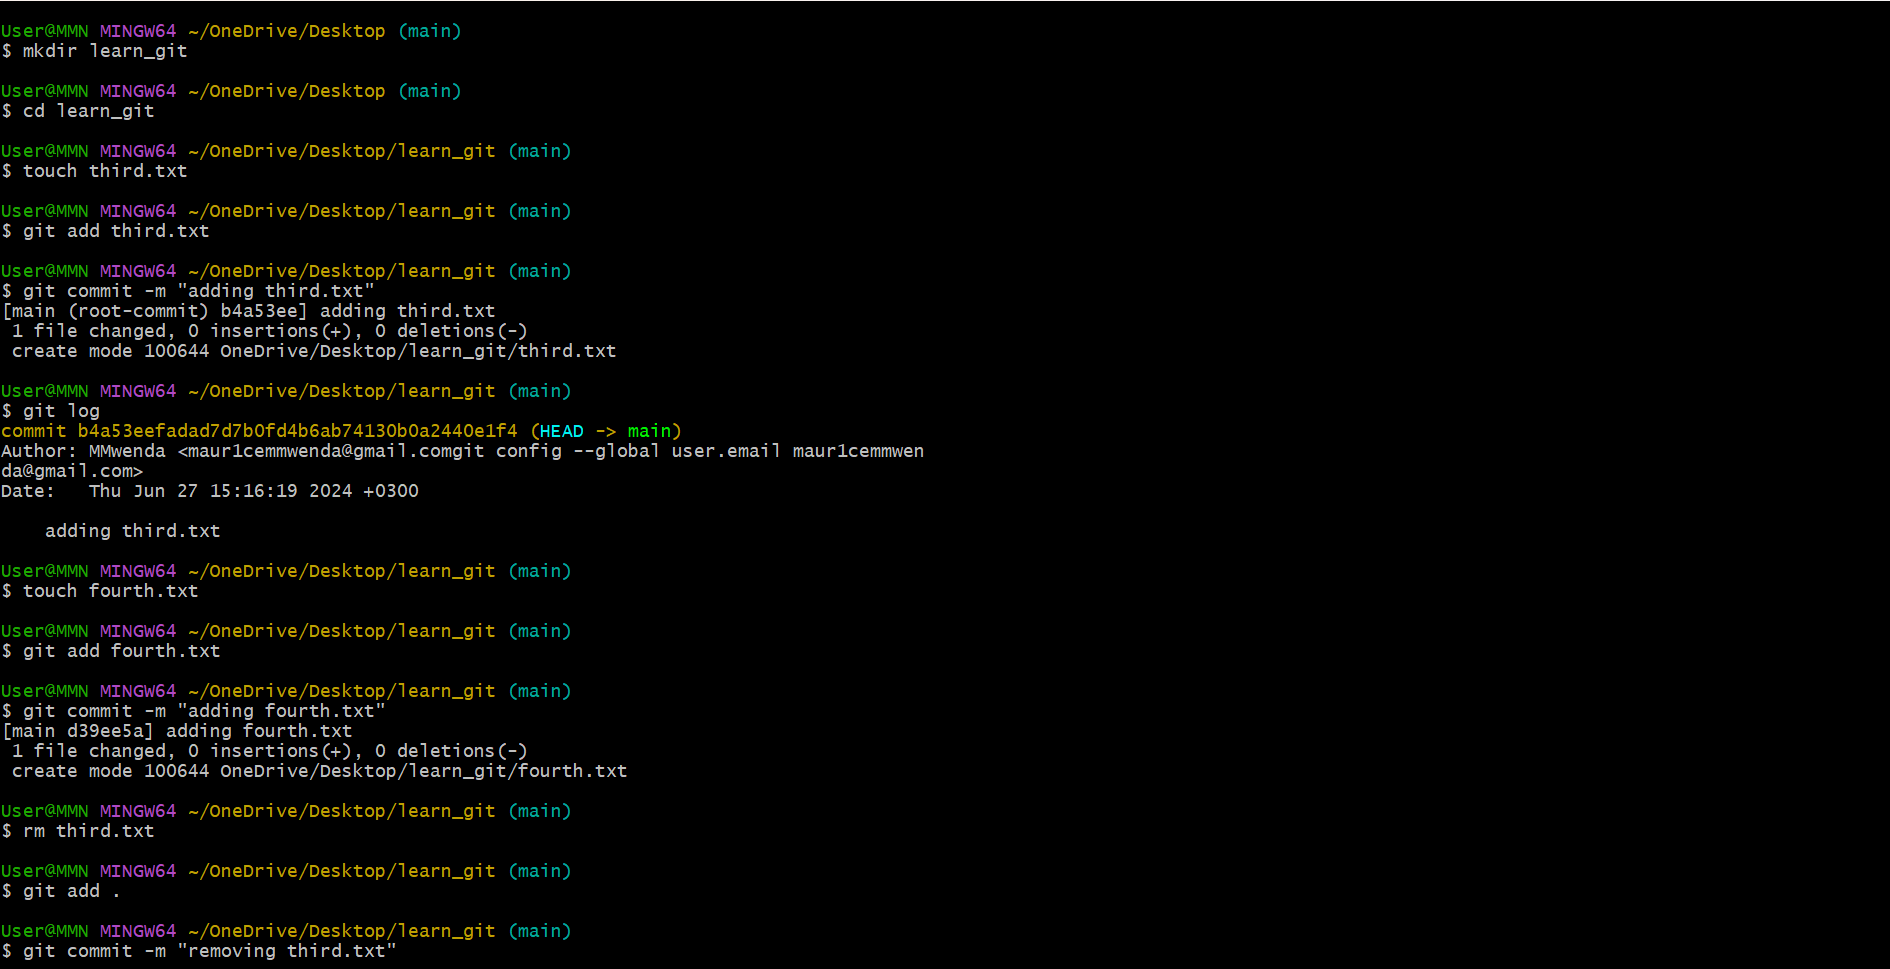 User@MMN MINGW64 ~/OneDrive/Desktop (main)
$ mkdir learn_git
User@MMN MINGW64 ~/OneDrive/Desktop (main)
$ cd learn_git
User@MMN MINGW64 ~/OneDrive/Desktop/learn_git (main)
$ touch third.txt
User@MMN MINGW64 ~/OneDrive/Desktop/learn_git (main)
$ git add third.txt
User@MMN MINGW64 ~/OneDrive/Desktop/learn_git (main)
$ git commit -m "adding third.txt"
[main (root-commit) b4a53ee] adding third.txt
 1 file changed, 0 insertions(+), 0 deletions(-)
 create mode 100644 OneDrive/Desktop/learn_git/third.txt
User@MMN MINGW64 ~/OneDrive/Desktop/learn_git (main)
$ git log
commit b4a53eefadad7d7b0fd4b6ab74130b0a2440e1f4 (HEAD -> main)
Author: MMwenda <maur1cemmwenda@gmail.comgit config --global user.email maur1cemmwen
da@gmail.com>
Date:   Thu Jun 27 15:16:19 2024 +0300
    adding third.txt
User@MMN MINGW64 ~/OneDrive/Desktop/learn_git (main)
$ touch fourth.txt
User@MMN MINGW64 ~/OneDrive/Desktop/learn_git (main)
$ git add fourth.txt
User@MMN MINGW64 ~/OneDrive/Desktop/learn_git (main)
$ git commit -m "adding fourth.txt"
[main d39ee5a] adding fourth.txt
 1 file changed, 0 insertions(+), 0 deletions(-)
 create mode 100644 OneDrive/Desktop/learn_git/fourth.txt
User@MMN MINGW64 ~/OneDrive/Desktop/learn_git (main)
$ rm third.txt
User@MMN MINGW64 ~/OneDrive/Desktop/learn_git (main)
$ git add .
User@MMN MINGW64 ~/OneDrive/Desktop/learn_git (main)
$ git commit -m "removing third.txt"